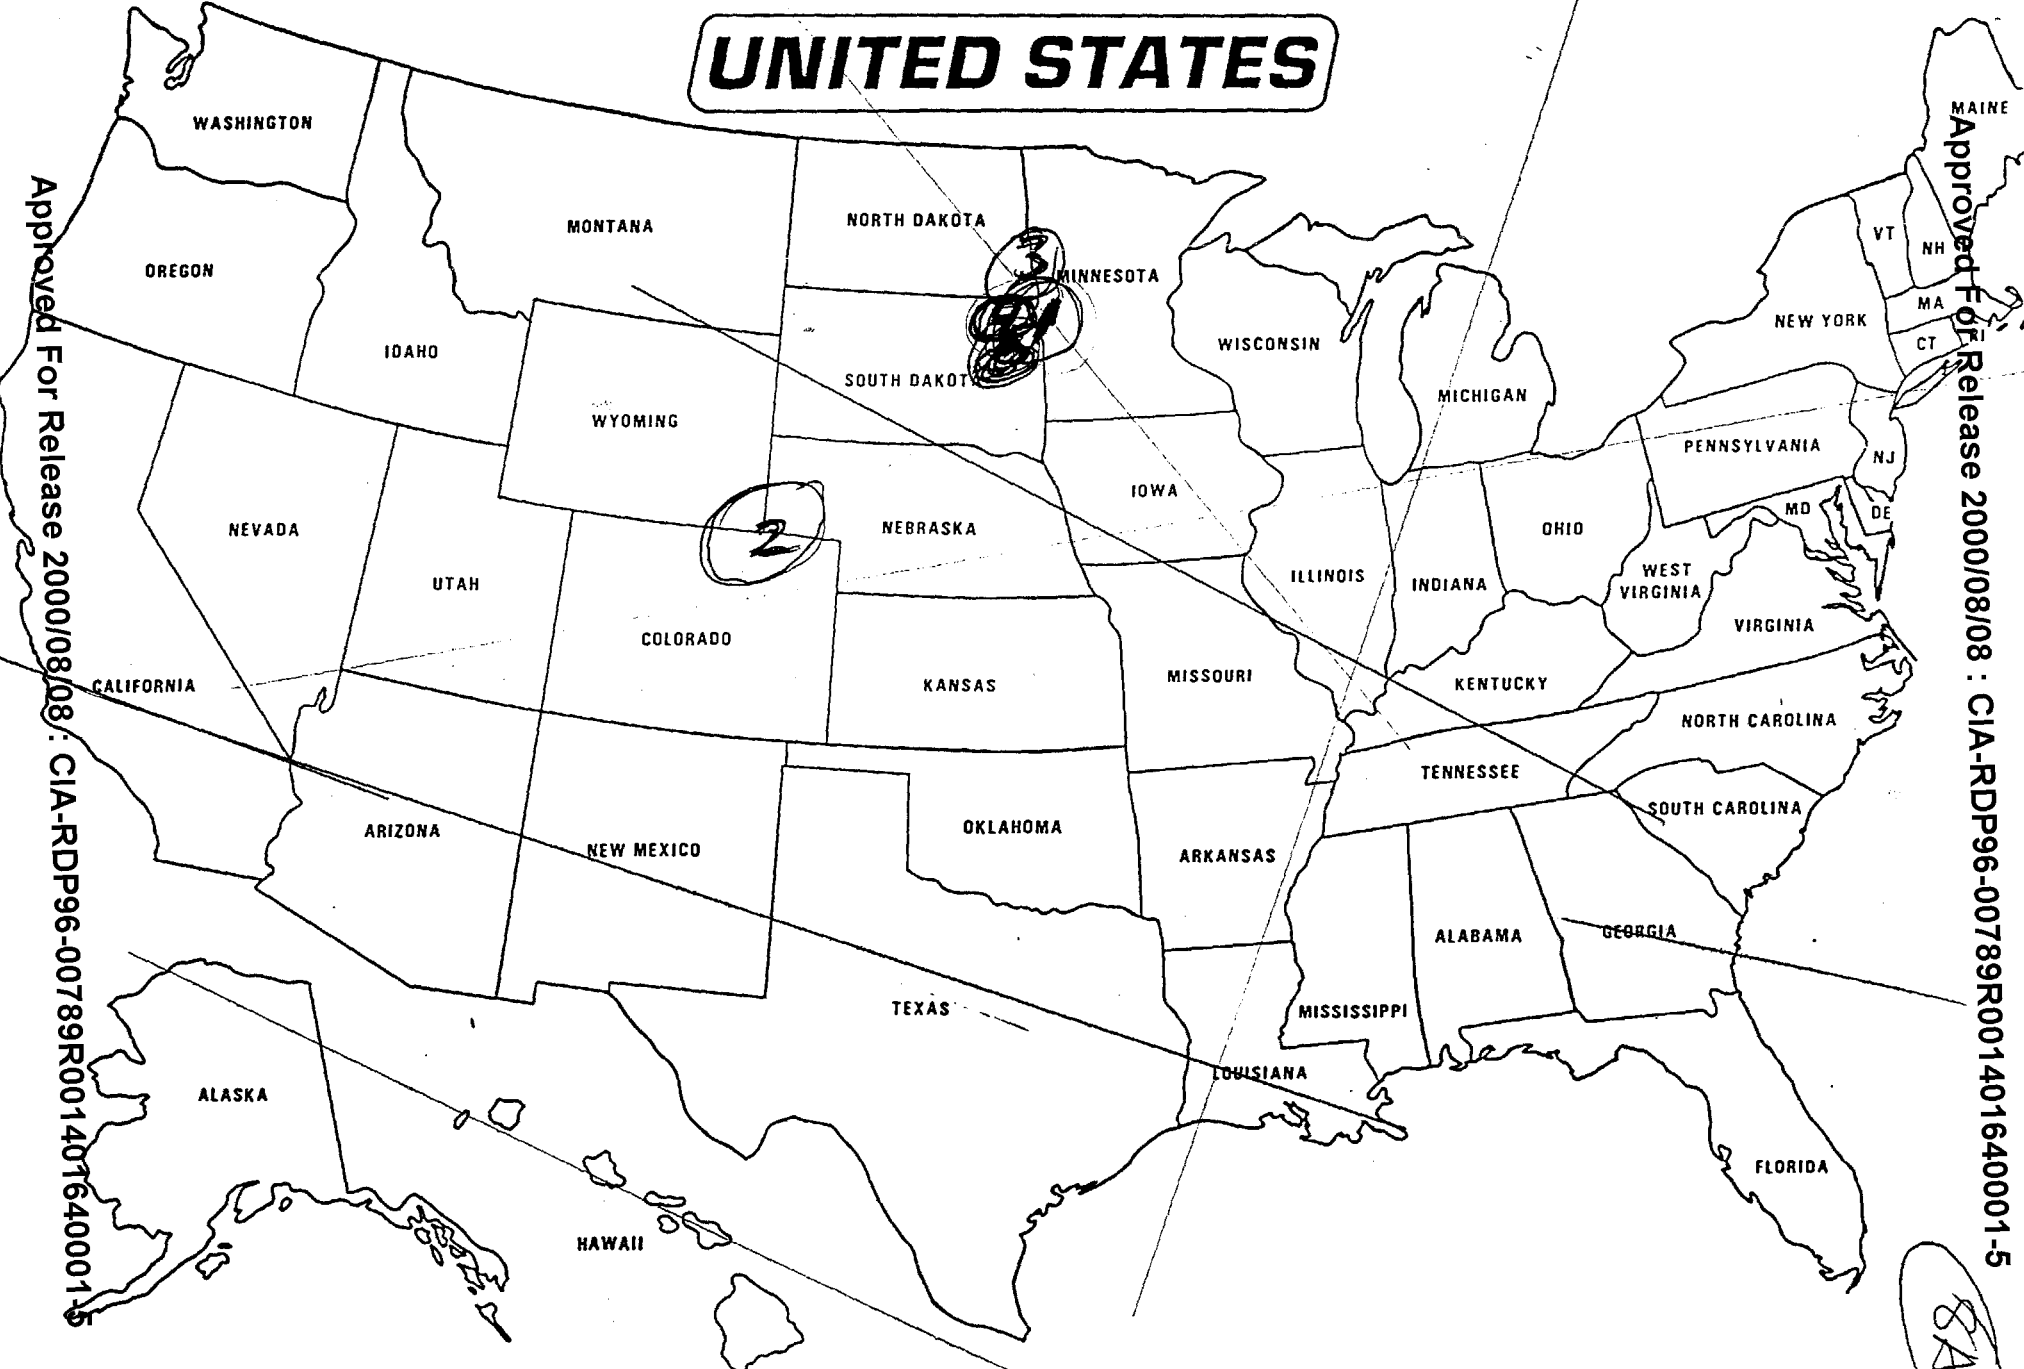 UNITED STATES
Approved For Release 2000/08/08 : CIA-RDP96-00789R001401640001-5
Approved For Release 2000/08/08 : CIA-RDP96-00789R001401640001-5
WASHINGTON
MAINE
MONTANA
NORTH DAKOTA
VT
NH
OREGON
3
MINNESOTA
MA
NEW YORK
IDAHO
1
WISCONSIN
CT
RI
SOUTH DAKOTA
WYOMING
MICHIGAN
PENNSYLVANIA
NJ
IOWA
NEVADA
2
NEBRASKA
OHIO
MD
DE
UTAH
ILLINOIS
INDIANA
WEST
VIRGINIA
COLORADO
VIRGINIA
CALIFORNIA
KANSAS
MISSOURI
KENTUCKY
NORTH CAROLINA
TENNESSEE
SOUTH CAROLINA
ARIZONA
NEW MEXICO
OKLAHOMA
ARKANSAS
ALABAMA
GEORGIA
TEXAS
MISSISSIPPI
LOUISIANA
ALASKA
FLORIDA
HAWAII